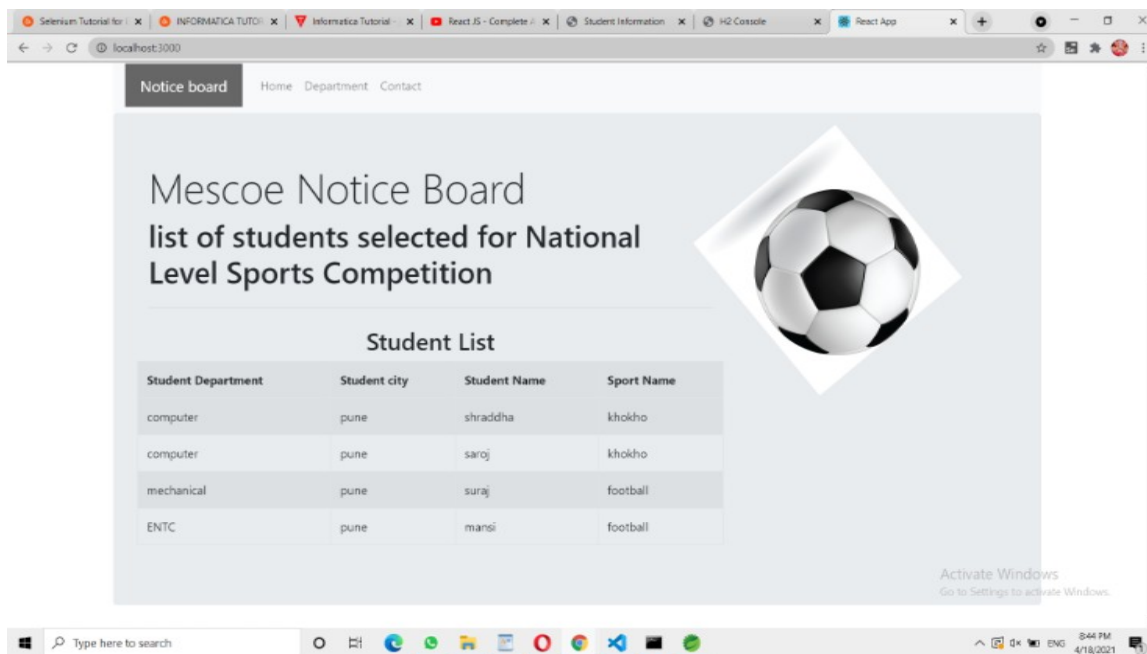 Selenium Tutorial for
INFORMATICA TUTOR
Informatica Tutorial -
React JS - Complete
Student Information
H2 Console
React App
localhost:3000
Notice board
Home Department Contact
Mescoe Notice Board
list of students selected for National
Level Sports Competition
Student List
Student Department Student city Student Name Sport Name
computer pune shraddha khokho
computer pune saroj khokho
mechanical pune suraj football
ENTC pune mansi football
Activate Windows
Go to Settings to activate Windows.
Type here to search
ENG
8:44 PM
4/18/2021